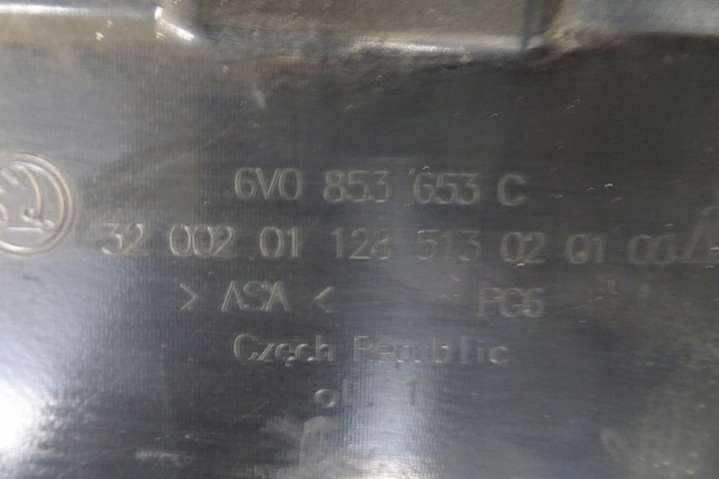 6V0 853 653 C
32 002 01 128 513 02 01 00
> ASA < PG6
Czech Republic